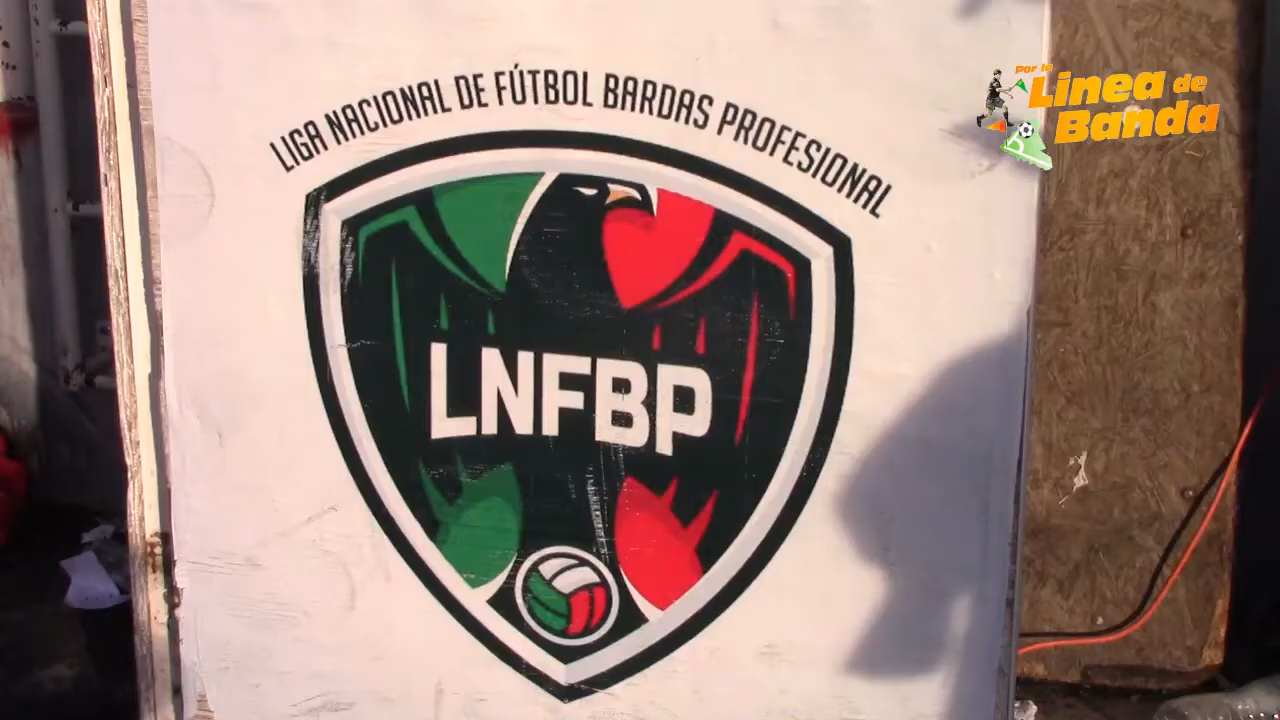 LIGA NACIONAL DE FÚTBOL BARDAS PROFESIONAL
LNFBP
Por la
Linea de
Banda